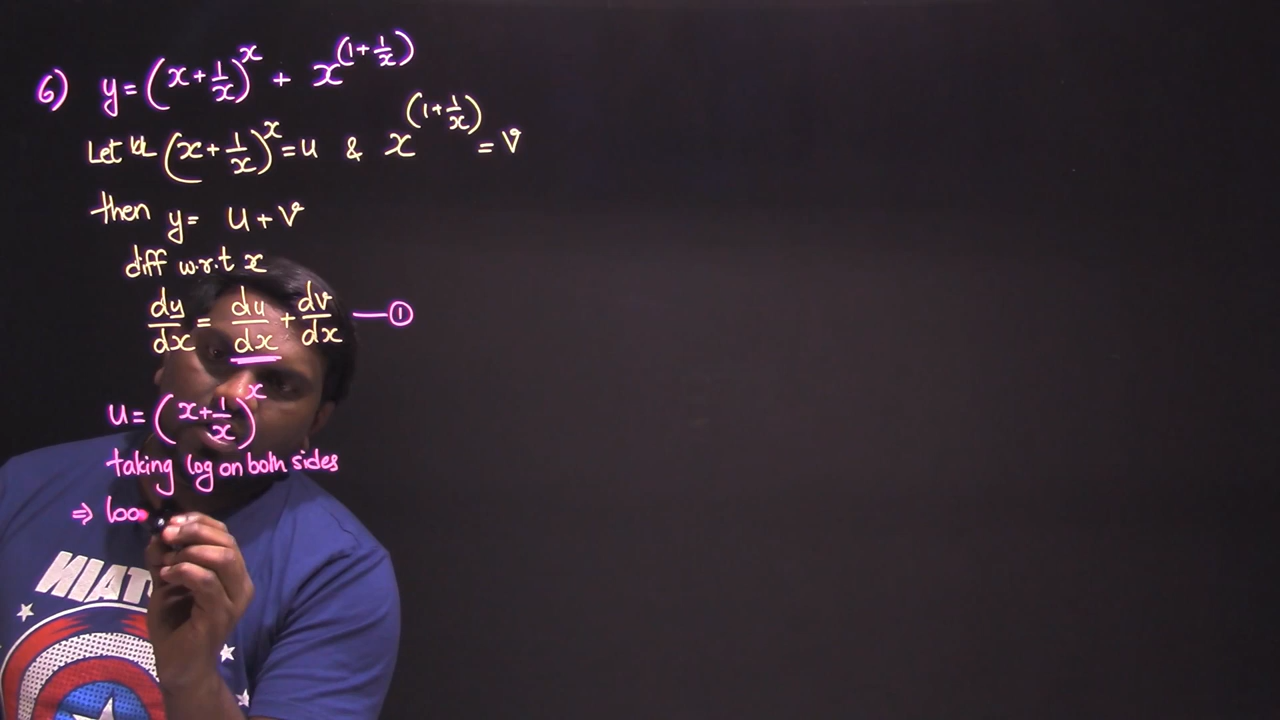 6) y = (x + 1/x)^x + x^(1 + 1/x)
Let (x + 1/x)^x = u & x^(1 + 1/x) = v
then y = u + v
diff w.r.t x
dy/dx = du/dx + dv/dx — ①
u = (x + 1/x)^x
taking log on both sides
⇒ loo